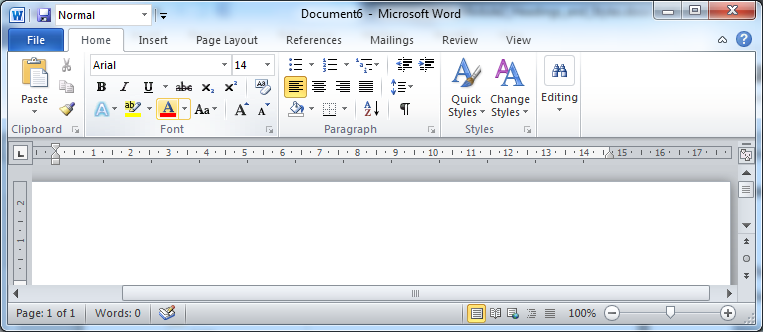 Normal Document6 - Microsoft Word
File Home Insert Page Layout References Mailings Review View
Arial 14
B I U abc x₂ x²
Paste A ab A Aa A A Quick Styles Change Styles Editing
Clipboard Font Paragraph Styles
L 1 2 3 4 5 6 7 8 9 10 11 12 13 14 15 16 17
2
1
Page: 1 of 1 Words: 0 100%